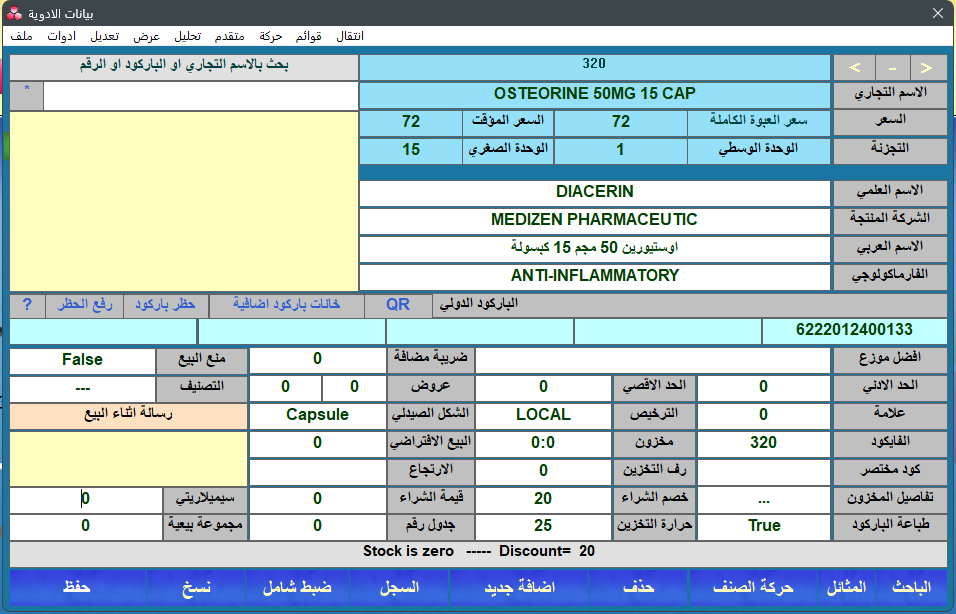 بيانات الادوية
ملف ادوات تعديل عرض تحليل متقدم حركة قوائم انتقال
< - > 320 بحث بالاسم التجاري او الباركود او الرقم
الاسم التجاري OSTEORINE 50MG 15 CAP *
السعر سعر العبوة الكاملة 72 السعر المؤقت 72
التجزئة الوحدة الوسطي 1 الوحدة الصغري 15
الاسم العلمي DIACERIN
الشركة المنتجة MEDIZEN PHARMACEUTIC
الاسم العربي اوستيورين 50 مجم 15 كبسولة
الفارماكولوجي ANTI-INFLAMMATORY
الباركود الدولي QR خانات باركود اضافية حظر باركود رفع الحظر ?
6222012400133
افضل موزع ضريبة مضافة 0 منع البيع False
الحد الادني 0 الحد الاقصي 0 عروض 0 0 التصنيف ---
علامة 0 الترخيص LOCAL الشكل الصيدلي Capsule رسالة اثناء البيع
الفايكود 320 مخزون 0:0 البيع الافتراضي 0
كود مختصر رف التخزين 0 الارتجاع
تفاصيل المخزون ... خصم الشراء 20 قيمة الشراء 0 سيميلاريتي 0
طباعة الباركود True حرارة التخزين 25 جدول رقم 0 مجموعة بيعية 0
Stock is zero ----- Discount= 20
الباحث المثائل حركة الصنف حذف اضافة جديد السجل ضبط شامل نسخ حفظ